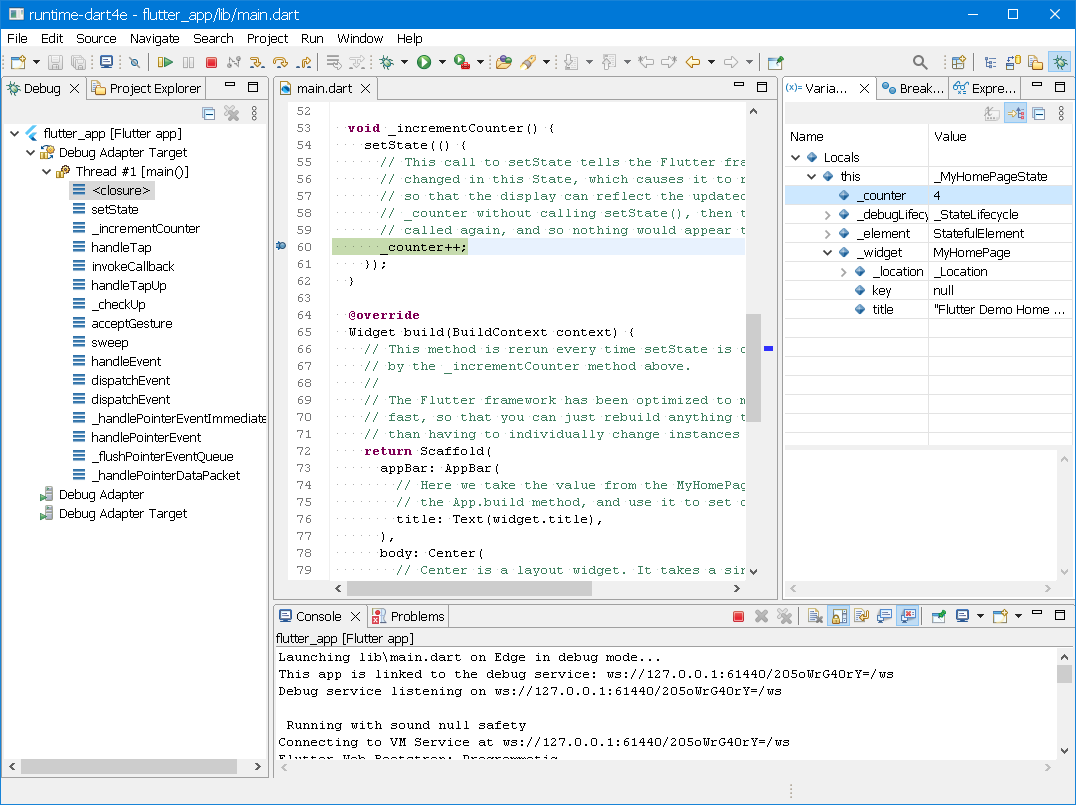 runtime-dart4e - flutter_app/lib/main.dart
File Edit Source Navigate Search Project Run Window Help
Debug Project Explorer
flutter_app [Flutter app]
Debug Adapter Target
Thread #1 [main()]
<closure>
setState
_incrementCounter
handleTap
invokeCallback
handleTapUp
_checkUp
acceptGesture
sweep
handleEvent
dispatchEvent
dispatchEvent
_handlePointerEventImmediate
handlePointerEvent
_flushPointerEventQueue
_handlePointerDataPacket
Debug Adapter
Debug Adapter Target
main.dart
52
53 void _incrementCounter() {
54 setState(() {
55 // This call to setState tells the Flutter fra
56 // changed in this State, which causes it to r
57 // so that the display can reflect the updated
58 // _counter without calling setState(), then t
59 // called again, and so nothing would appear t
60 _counter++;
61 });
62 }
63
64 @override
65 Widget build(BuildContext context) {
66 // This method is rerun every time setState is c
67 // by the _incrementCounter method above.
68 //
69 // The Flutter framework has been optimized to m
70 // fast, so that you can just rebuild anything t
71 // than having to individually change instances
72 return Scaffold(
73 appBar: AppBar(
74 // Here we take the value from the MyHomePag
75 // the App.build method, and use it to set o
76 title: Text(widget.title),
77 ),
78 body: Center(
79 // Center is a layout widget. It takes a sin
(x)= Varia... Break... Expre...
Name Value
Locals
this _MyHomePageState
_counter 4
_debugLifecy _StateLifecycle
_element StatefulElement
_widget MyHomePage
_location _Location
key null
title "Flutter Demo Home ...
Console Problems
flutter_app [Flutter app]
Launching lib\main.dart on Edge in debug mode...
This app is linked to the debug service: ws://127.0.0.1:61440/2O5oWrG4OrY=/ws
Debug service listening on ws://127.0.0.1:61440/2O5oWrG4OrY=/ws
Running with sound null safety
Connecting to VM Service at ws://127.0.0.1:61440/2O5oWrG4OrY=/ws